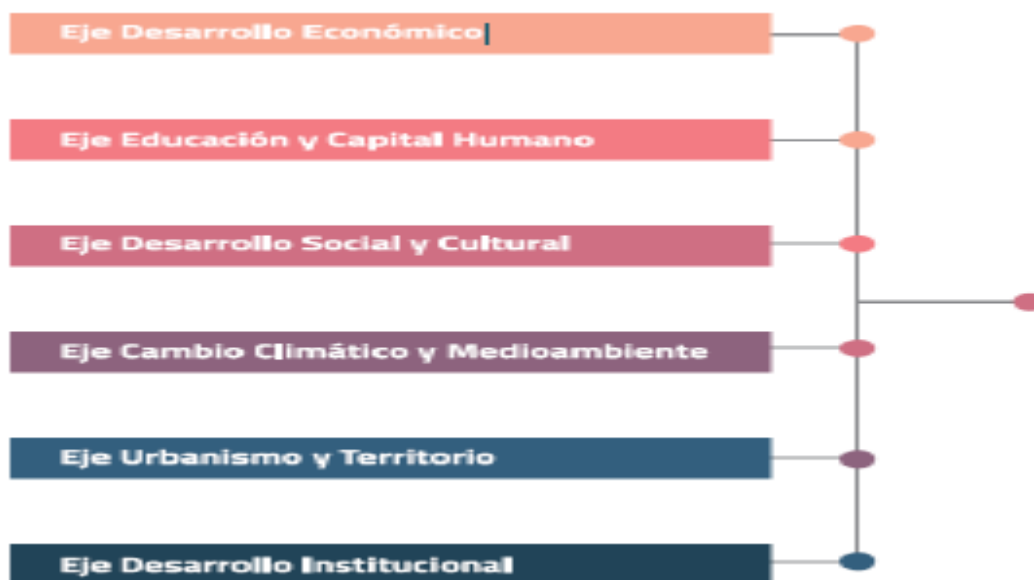 Eje Desarrollo Económico
Eje Educación y Capital Humano
Eje Desarrollo Social y Cultural
Eje Cambio Climático y Medioambiente
Eje Urbanismo y Territorio
Eje Desarrollo Institucional